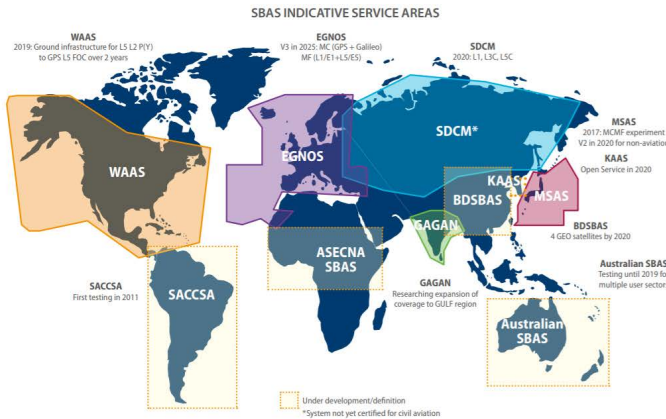 SBAS INDICATIVE SERVICE AREAS
WAAS
2019: Ground infrastructure for L5 L2 P(Y)
to GPS L5 FOC over 2 years
EGNOS
V3 in 2025: MC (GPS + Galileo)
MF (L1/E1+L5/E5)
SDCM
2020: L1, L3C, L5C
MSAS
2017: MCMF experiment
V2 in 2020 for non-aviation
KAAS
Open Service in 2020
SDCM*
EGNOS
WAAS
KAAS
BDSBAS
MSAS
GAGAN
BDSBAS
4 GEO satellites by 2020
ASECNA
SBAS
SACCSA
First testing in 2011
SACCSA
GAGAN
Researching expansion of
coverage to GULF region
Australian SBAS
Testing until 2019 for
multiple user sectors
Australian
SBAS
Under development/definition
*System not yet certified for civil aviation